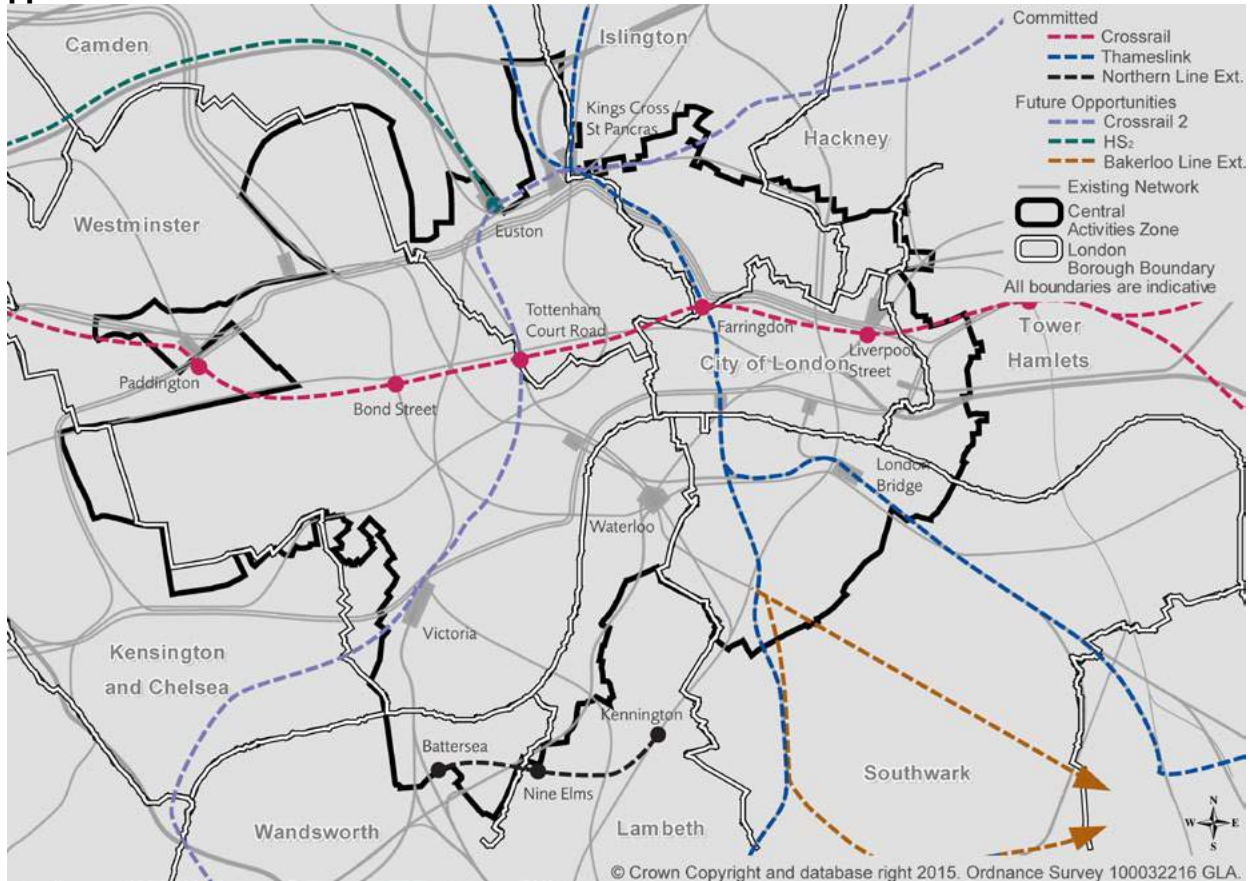 Camden
Islington
Kings Cross /
St Pancras
Hackney
Westminster
Euston
Tottenham
Court Road
Farringdon
Paddington
Bond Street
City of London
Liverpool
Street
Tower
Hamlets
London
Bridge
Waterloo
Victoria
Kensington
and Chelsea
Kennington
Battersea
Nine Elms
Southwark
Wandsworth
Lambeth
Committed
Crossrail
Thameslink
Northern Line Ext.
Future Opportunities
Crossrail 2
HS₂
Bakerloo Line Ext.
Existing Network
Central
Activities Zone
London
Borough Boundary
All boundaries are indicative
N
W E
S
© Crown Copyright and database right 2015. Ordnance Survey 100032216 GLA.